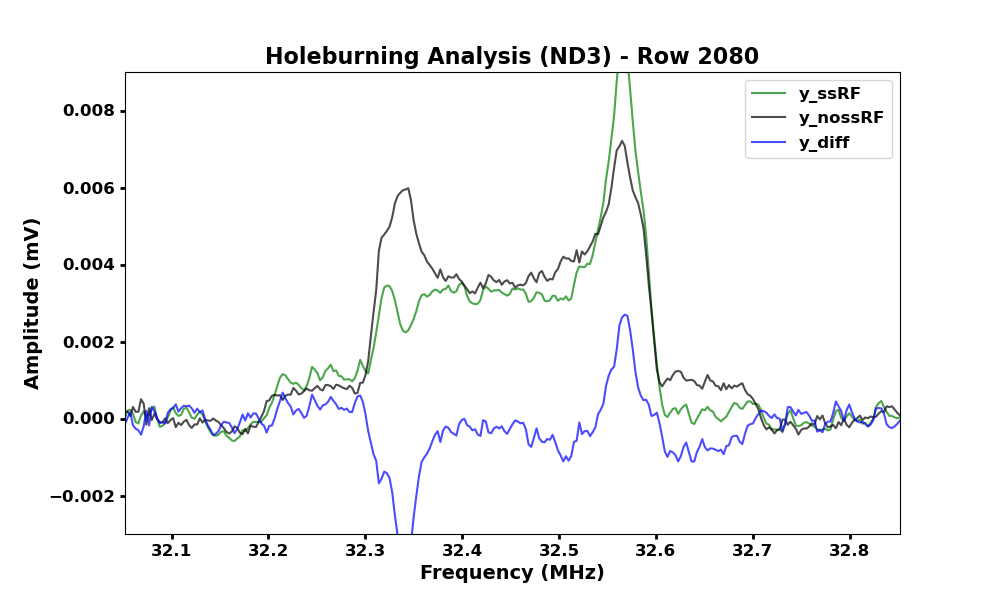 Holeburning Analysis (ND3) - Row 2080
y_ssRF
y_nossRF
y_diff
Amplitude (mV)
0.008
0.006
0.004
0.002
0.000
−0.002
32.1 32.2 32.3 32.4 32.5 32.6 32.7 32.8
Frequency (MHz)